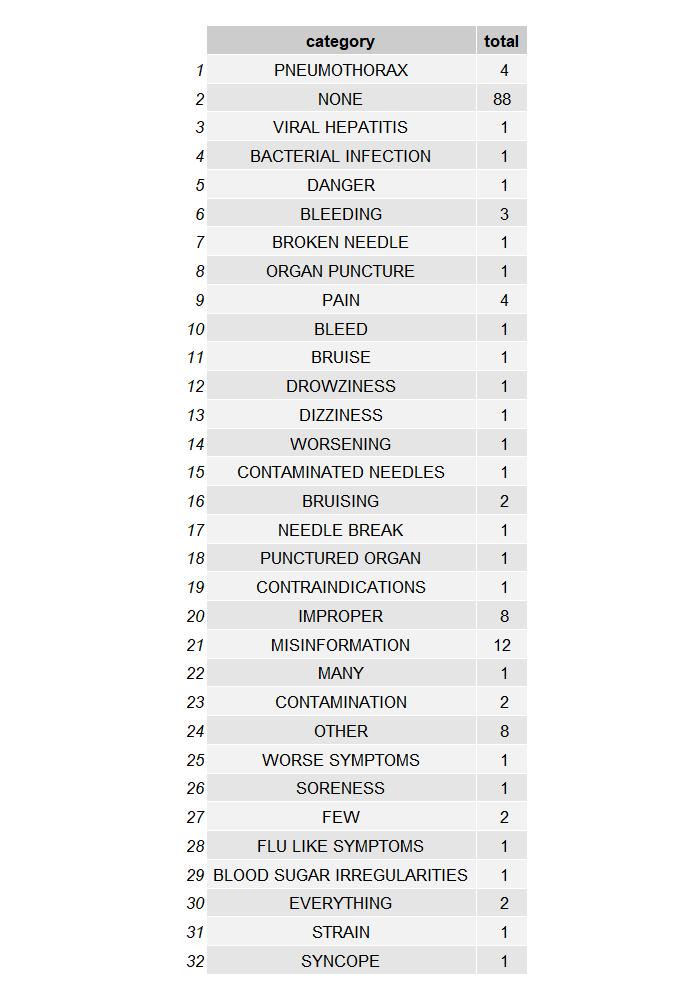 category total
1 PNEUMOTHORAX 4
2 NONE 88
3 VIRAL HEPATITIS 1
4 BACTERIAL INFECTION 1
5 DANGER 1
6 BLEEDING 3
7 BROKEN NEEDLE 1
8 ORGAN PUNCTURE 1
9 PAIN 4
10 BLEED 1
11 BRUISE 1
12 DROWZINESS 1
13 DIZZINESS 1
14 WORSENING 1
15 CONTAMINATED NEEDLES 1
16 BRUISING 2
17 NEEDLE BREAK 1
18 PUNCTURED ORGAN 1
19 CONTRAINDICATIONS 1
20 IMPROPER 8
21 MISINFORMATION 12
22 MANY 1
23 CONTAMINATION 2
24 OTHER 8
25 WORSE SYMPTOMS 1
26 SORENESS 1
27 FEW 2
28 FLU LIKE SYMPTOMS 1
29 BLOOD SUGAR IRREGULARITIES 1
30 EVERYTHING 2
31 STRAIN 1
32 SYNCOPE 1